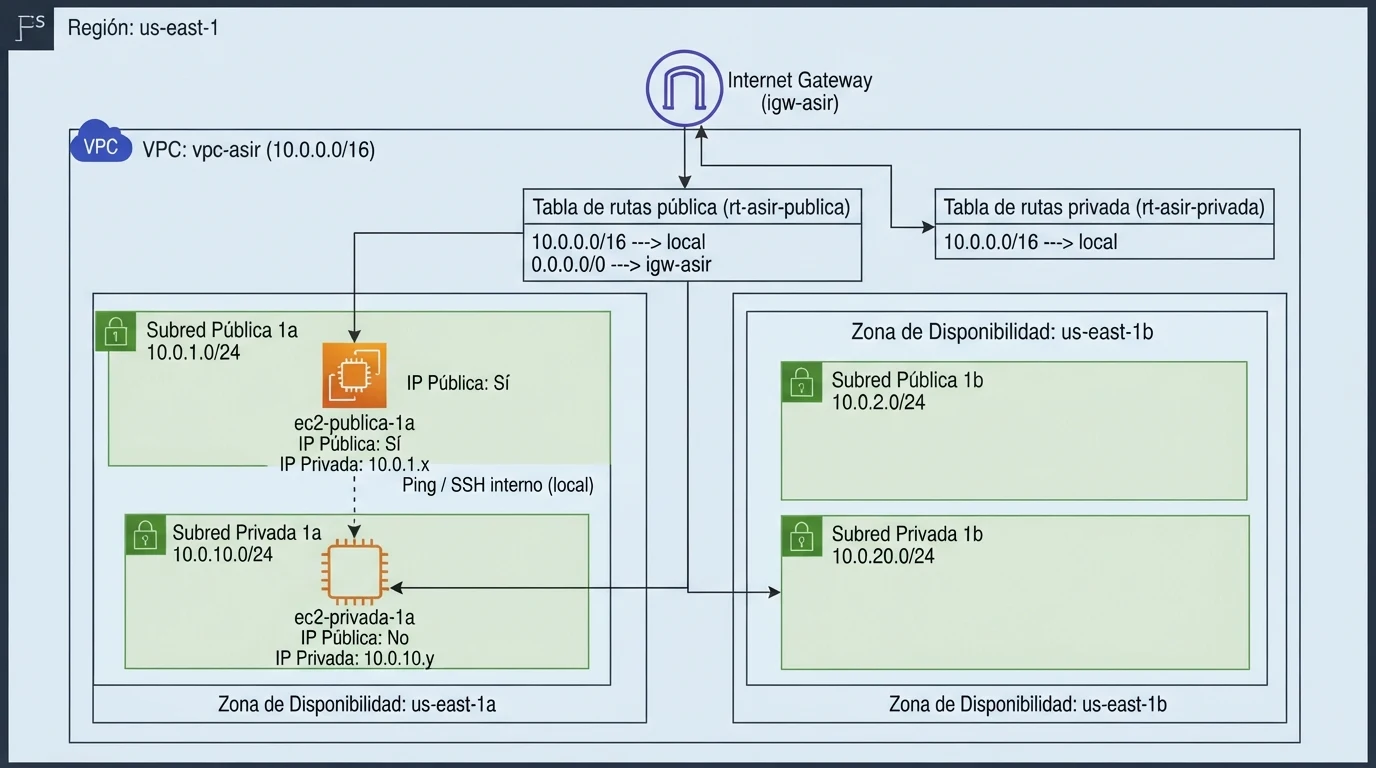 Región: us-east-1
Internet Gateway
(igw-asir)
VPC
VPC: vpc-asir (10.0.0.0/16)
Tabla de rutas pública (rt-asir-publica)
10.0.0.0/16 ---> local
0.0.0.0/0 ---> igw-asir
Tabla de rutas privada (rt-asir-privada)
10.0.0.0/16 ---> local
Subred Pública 1a
10.0.1.0/24
IP Pública: Sí
ec2-publica-1a
IP Pública: Sí
IP Privada: 10.0.1.x
Ping / SSH interno (local)
Subred Privada 1a
10.0.10.0/24
ec2-privada-1a
IP Pública: No
IP Privada: 10.0.10.y
Zona de Disponibilidad: us-east-1a
Zona de Disponibilidad: us-east-1b
Subred Pública 1b
10.0.2.0/24
Subred Privada 1b
10.0.20.0/24
Zona de Disponibilidad: us-east-1b